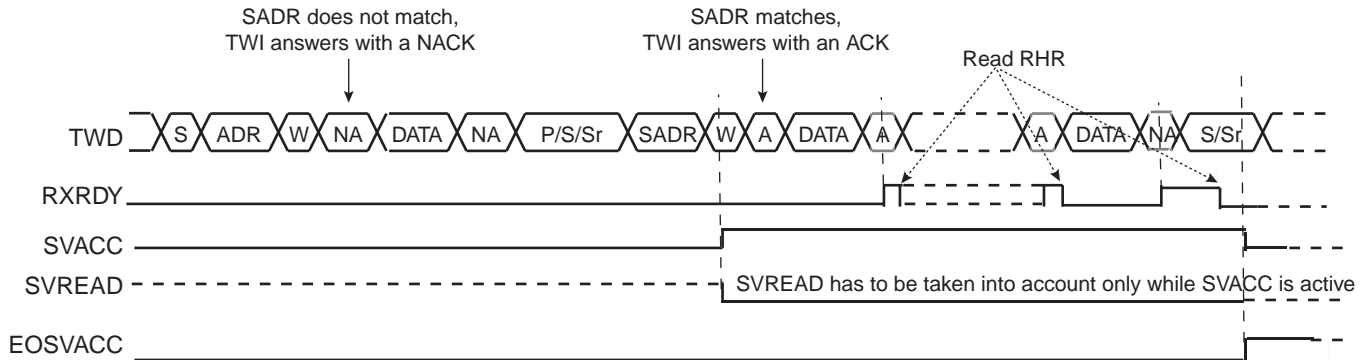 SADR does not match,
TWI answers with a NACK
SADR matches,
TWI answers with an ACK
Read RHR
TWD S ADR W NA DATA NA P/S/Sr SADR W A DATA A A DATA NA S/Sr
RXRDY
SVACC
SVREAD SVREAD has to be taken into account only while SVACC is active
EOSVACC